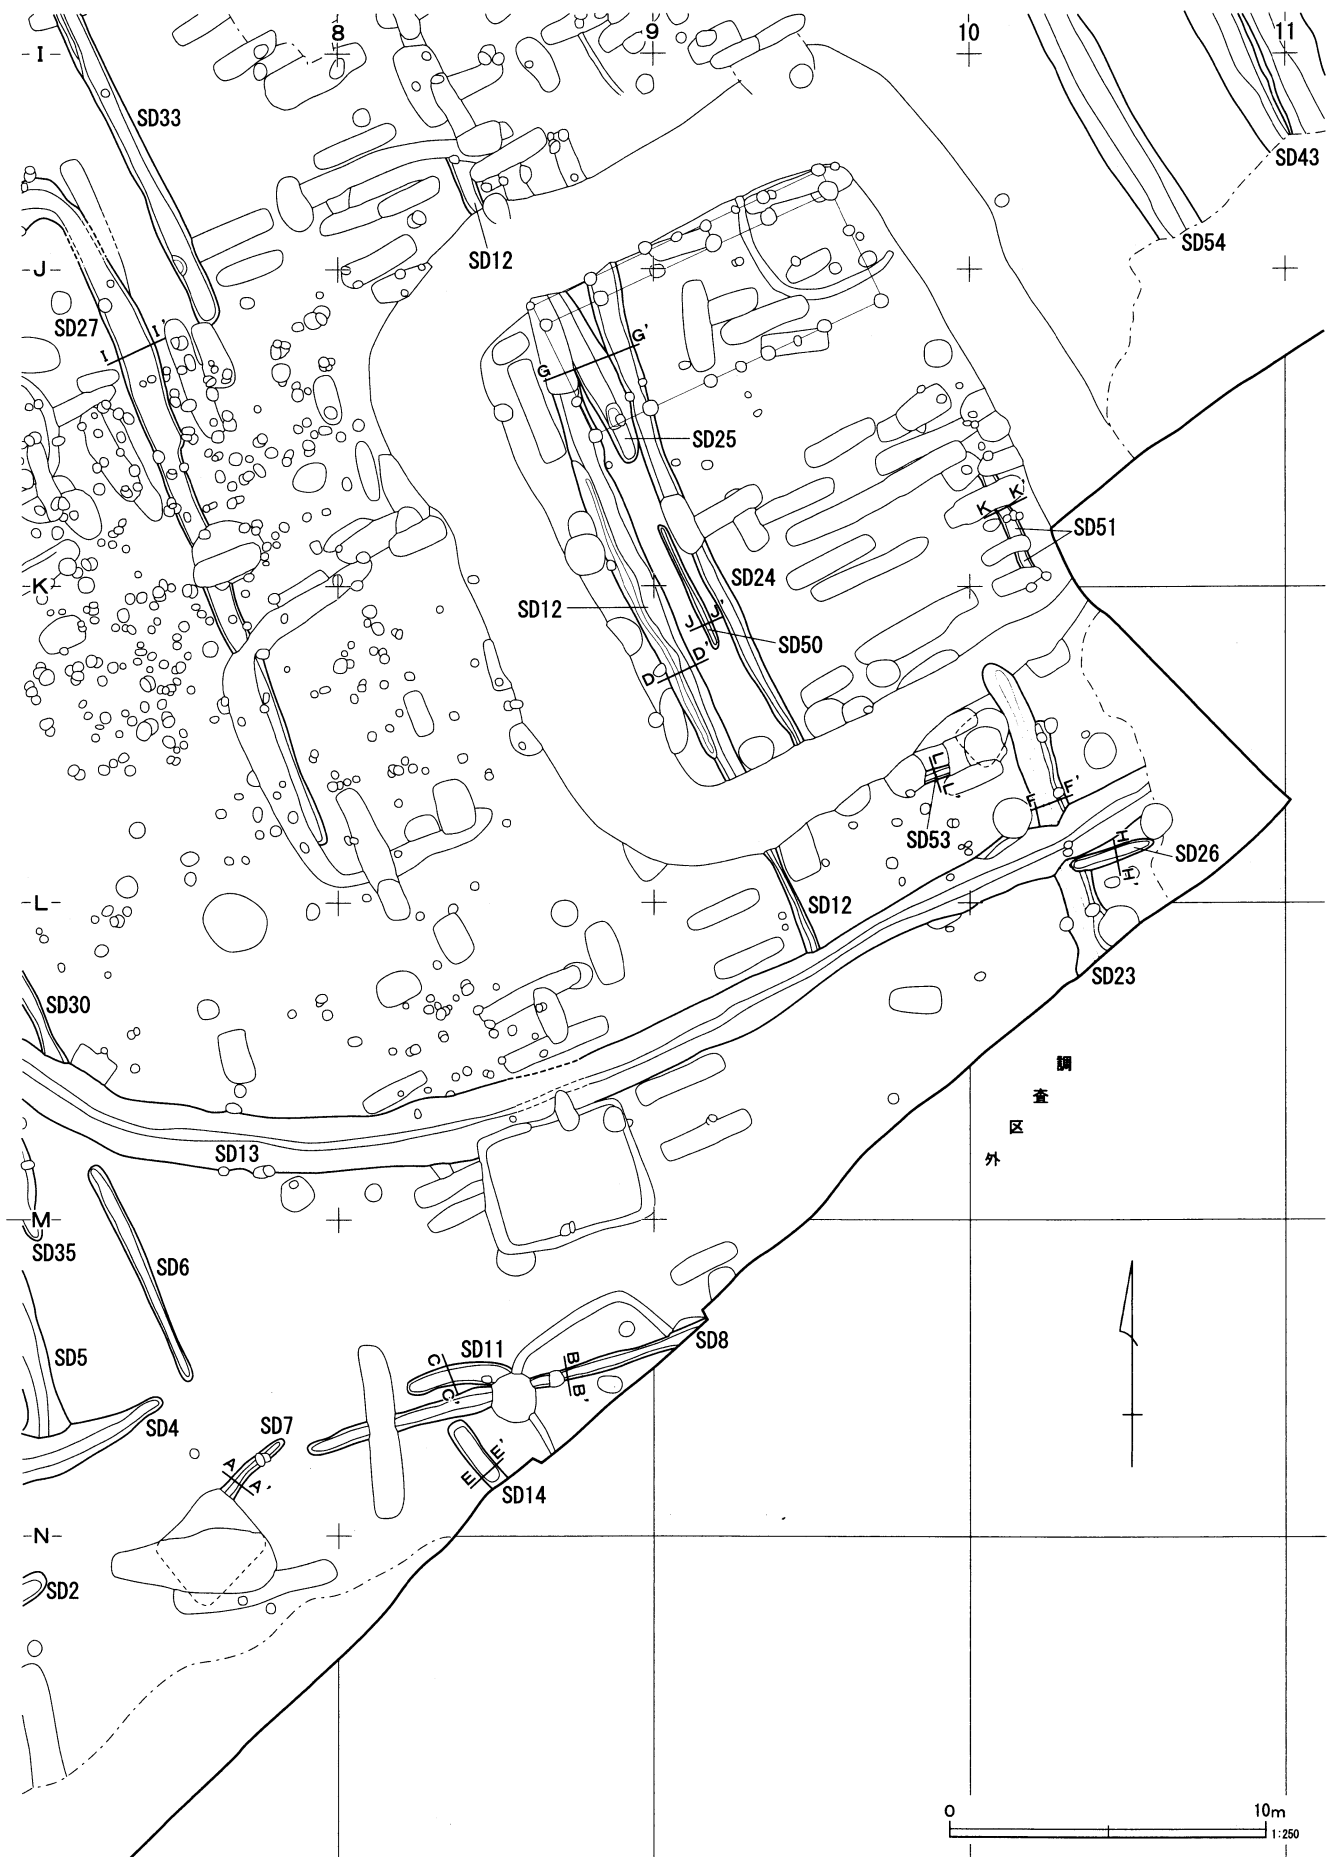 8
9
10
11
I
SD33
SD43
SD12
SD54
J
SD27
I
I'
G
G'
SD25
K
K'
SD51
K
SD24
SD12
J
J'
SD50
D
D'
L
L'
F
F'
SD53
H
H'
SD26
L
SD12
SD23
SD30
調査区外
SD13
M
SD35
SD6
SD5
SD11
SD8
C
C'
B
B'
SD4
SD7
A
A'
E
E'
SD14
N
SD2
0
10m
1:250